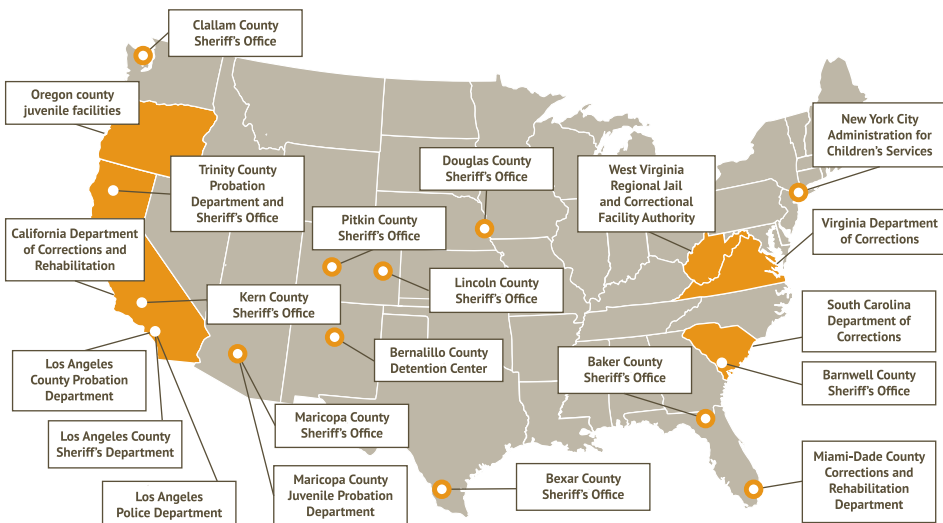 Clallam County
Sheriff's Office
Oregon county
juvenile facilities
New York City
Administration for
Children's Services
Trinity County
Probation
Department and
Sheriff's Office
Douglas County
Sheriff's Office
West Virginia
Regional Jail
and Correctional
Facility Authority
Pitkin County
Sheriff's Office
Virginia Department
of Corrections
California Department
of Corrections and
Rehabilitation
Lincoln County
Sheriff's Office
Kern County
Sheriff's Office
South Carolina
Department of
Corrections
Bernalillo County
Detention Center
Baker County
Sheriff's Office
Los Angeles
County Probation
Department
Barnwell County
Sheriff's Office
Maricopa County
Sheriff's Office
Los Angeles County
Sheriff's Department
Miami-Dade County
Corrections and
Rehabilitation
Department
Maricopa County
Juvenile Probation
Department
Bexar County
Sheriff's Office
Los Angeles
Police Department